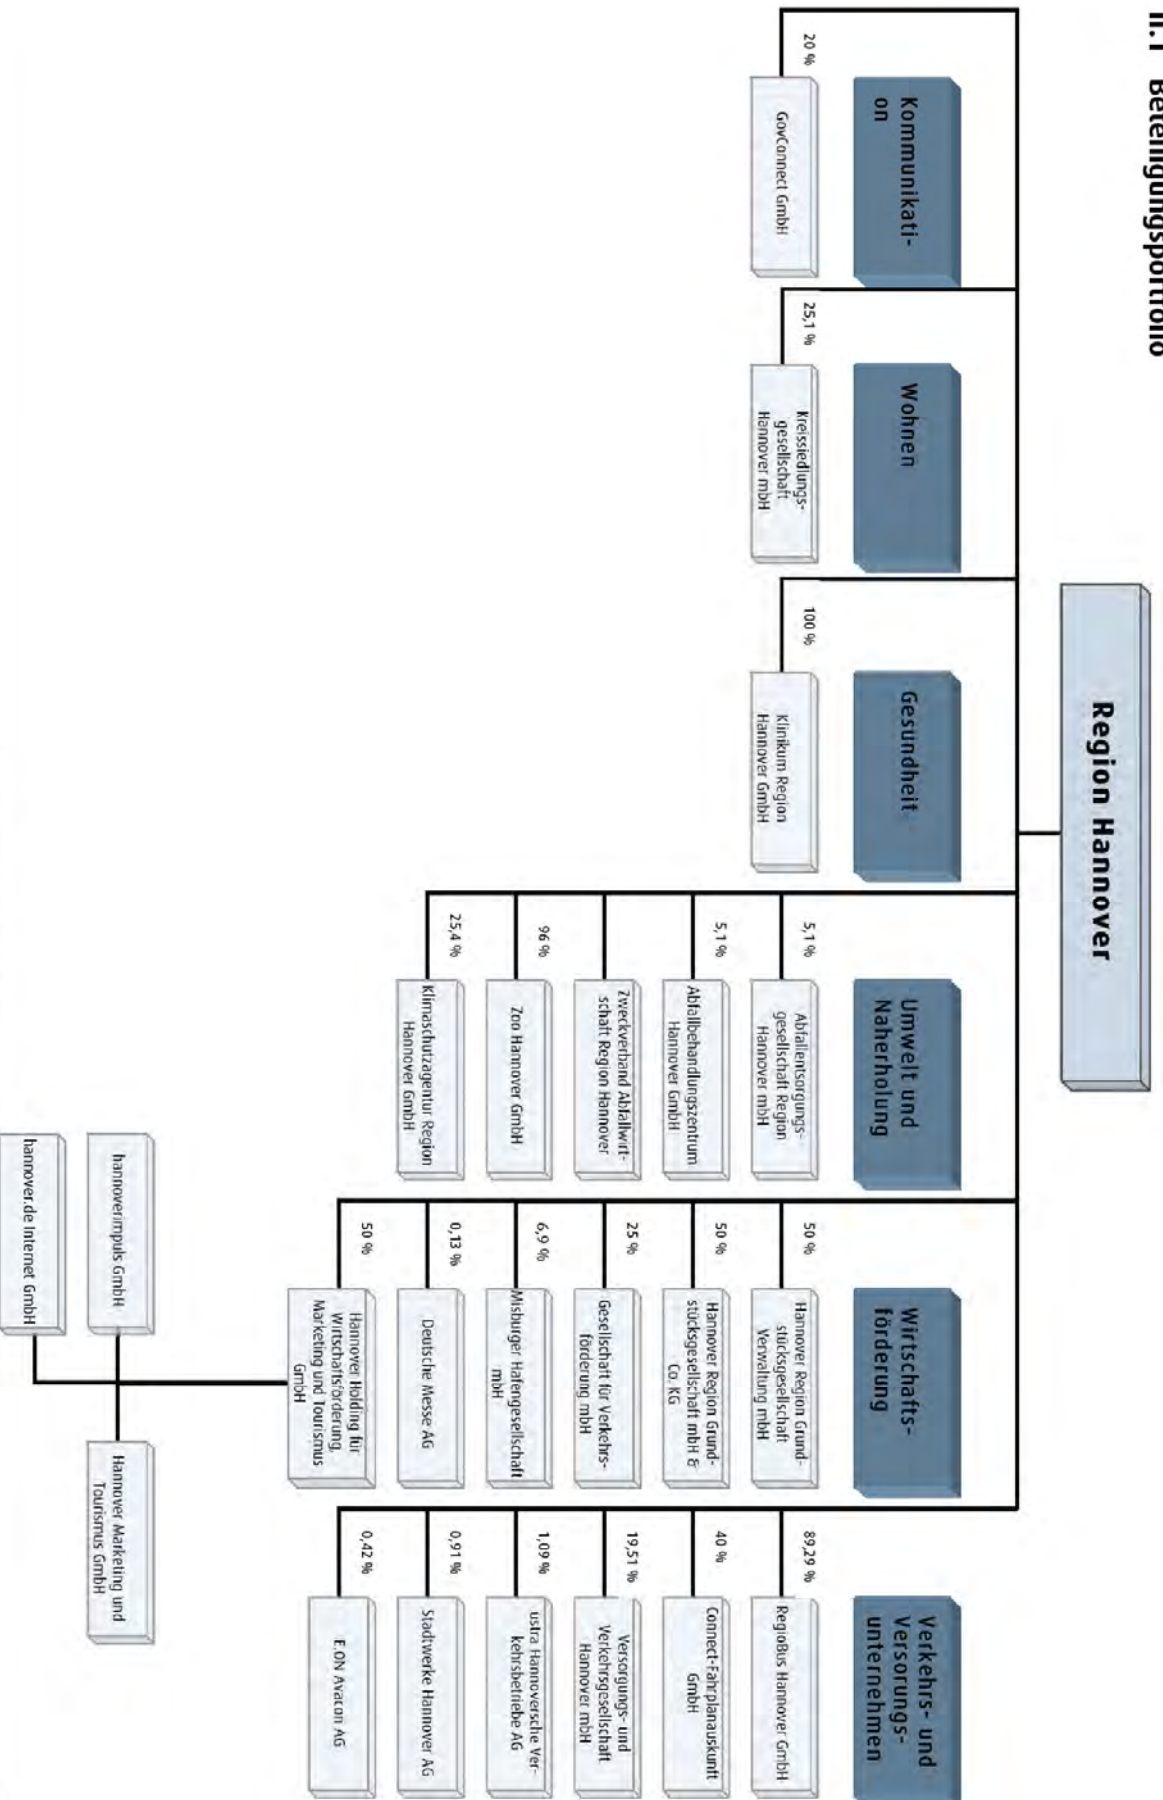 II.1 Beteiligungsportfolio
Region Hannover
Kommunikati-
on
20 %
GovConnect GmbH
Wohnen
25,1 %
Kreissiedlungs-
gesellschaft
Hannover mbH
Gesundheit
100 %
Klinikum Region
Hannover GmbH
Umwelt und
Naherholung
5,1 %
Abfallentsorgungs-
gesellschaft Region
Hannover mbH
5,1 %
Abfallbehandlungszentrum
Hannover GmbH
Zweckverband Abfallwirt-
schaft Region Hannover
96 %
Zoo Hannover GmbH
25,4 %
Klimaschutzagentur Region
Hannover GmbH
Wirtschafts-
förderung
50 %
Hannover Region Grund-
stücksgesellschaft
Verwaltung mbH
50 %
Hannover Region Grund-
stücksgesellschaft mbH &
Co. KG
25 %
Gesellschaft für Verkehrs-
förderung mbH
6,9 %
Misburger Hafengesellschaft
mbH
0,13 %
Deutsche Messe AG
50 %
Hannover Holding für
Wirtschaftsförderung,
Marketing und Tourismus
GmbH
hannoverimpuls GmbH
Hannover Marketing und
Tourismus GmbH
hannover.de Internet GmbH
Verkehrs- und
Versorungs-
unternehmen
89,29 %
RegioBus Hannover GmbH
40 %
Connect-Fahrplanauskunft
GmbH
19,51 %
Versorgungs- und
Verkehrsgesellschaft
Hannover mbH
1,09 %
üstra Hannoversche Ver-
kehrsbetriebe AG
0,91 %
Stadtwerke Hannover AG
0,42 %
E.ON Avacon AG